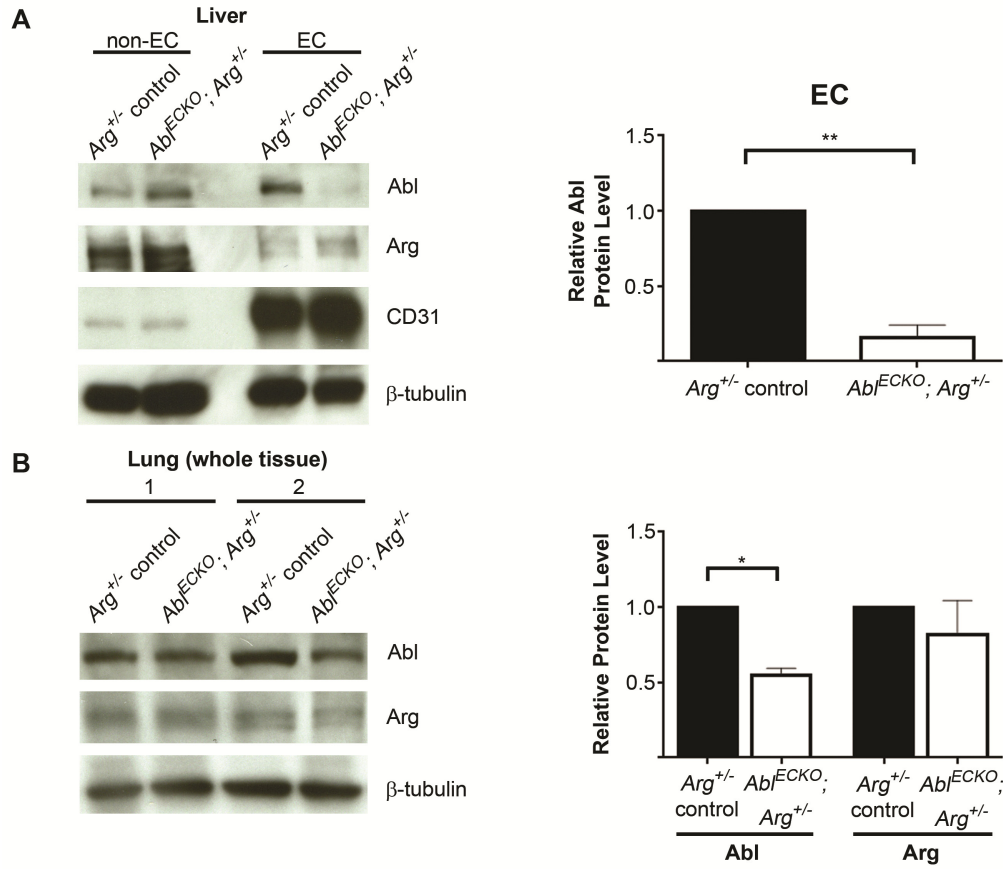 A
Liver
non-EC EC
Arg+/- control
AblECKO; Arg+/-
Arg+/- control
AblECKO; Arg+/-
Abl
Arg
CD31
β-tubulin
EC
Relative Abl
Protein Level
1.5
**
1.0
0.5
Arg+/- control AblECKO; Arg+/-
B
Lung (whole tissue)
1 2
Arg+/- control
AblECKO; Arg+/-
Arg+/- control
AblECKO; Arg+/-
Abl
Arg
β-tubulin
Relative Protein Level
1.5
*
1.0
0.5
Arg+/- control
AblECKO; Arg+/-
Arg+/- control
AblECKO; Arg+/-
Abl Arg